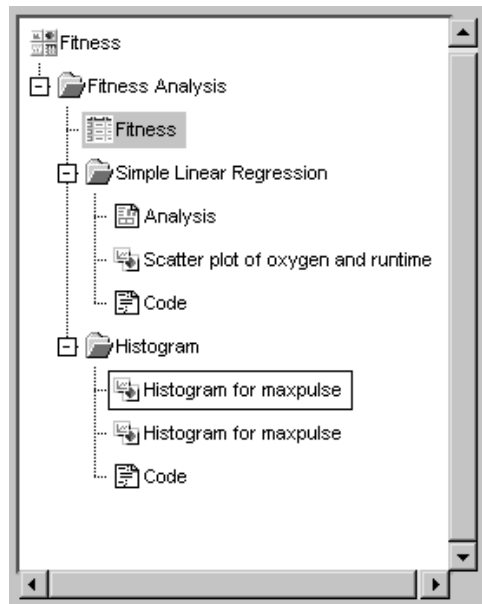 Fitness
Fitness Analysis
Fitness
Simple Linear Regression
Analysis
Scatter plot of oxygen and runtime
Code
Histogram
Histogram for maxpulse
Histogram for maxpulse
Code